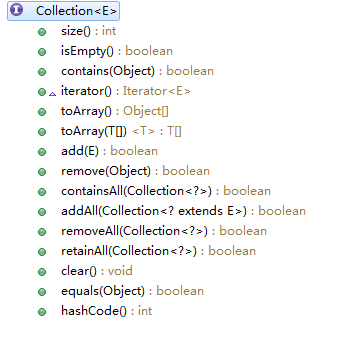 Collection<E>
size() : int
isEmpty() : boolean
contains(Object) : boolean
iterator() : Iterator<E>
toArray() : Object[]
toArray(T[]) <T> : T[]
add(E) : boolean
remove(Object) : boolean
containsAll(Collection<?>) : boolean
addAll(Collection<? extends E>) : boolean
removeAll(Collection<?>) : boolean
retainAll(Collection<?>) : boolean
clear() : void
equals(Object) : boolean
hashCode() : int